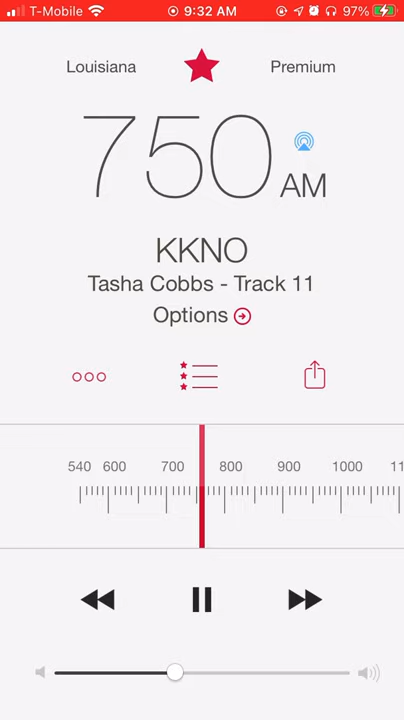 T-Mobile 9:32 AM 97%
Louisiana Premium
750 AM
KKNO
Tasha Cobbs - Track 11
Options
540 600 700 800 900 1000 11